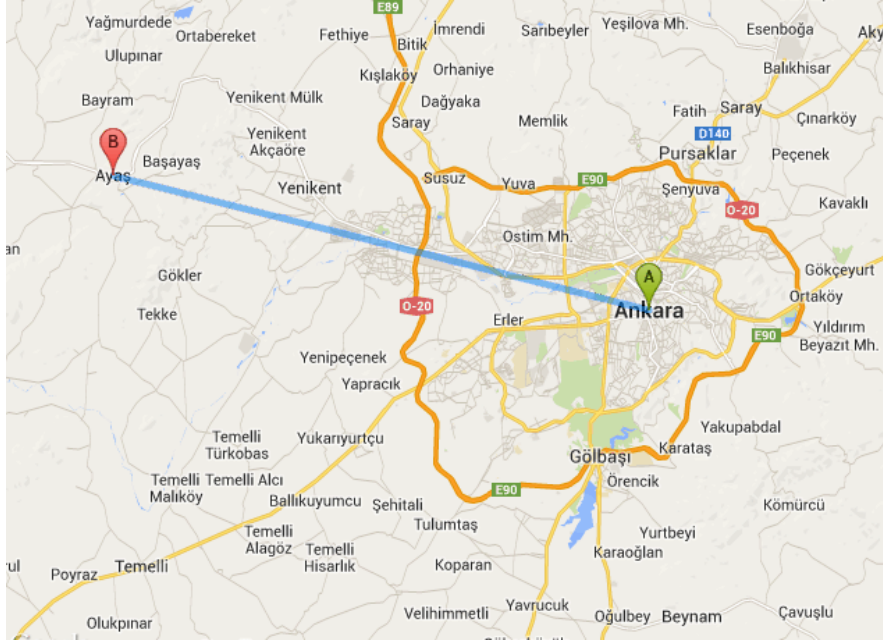 E89
Yağmurdede
Ortabereket
Fethiye
İmrendi
Sarıbeyler
Yeşilova Mh.
Esenboğa
Aky
Ulupınar
Bitik
Kışlaköy
Orhaniye
Balıkhisar
Bayram
Yenikent Mülk
Dağyaka
Fatih
Saray
Çınarköy
Saray
Memlik
B
Yenikent
Akçaöre
D140
Başayaş
Pursaklar
Peçenek
Ayaş
Yenikent
Susuz
Yuva
E90
Şenyuva
O-20
Kavaklı
Ostim Mh.
an
Gökler
A
Gökçeyurt
Ortaköy
Tekke
O-20
Erler
Ankara
E90
Yıldırım
Beyazıt Mh.
Yenipeçenek
Yapracık
Yakupabdal
Temelli
Türkobas
Yukarıyurtçu
Karataş
Gölbaşı
Temelli
Malıköy
Temelli Alcı
E90
Örencik
Ballıkuyumcu
Şehitali
Kömürcü
Tulumtaş
Temelli
Alagöz
Temelli
Hisarlık
Yurtbeyi
Karaoğlan
rul
Poyraz
Temelli
Koparan
Velihimmetli
Yavrucuk
Oğulbey
Beynam
Çavuşlu
Olukpınar